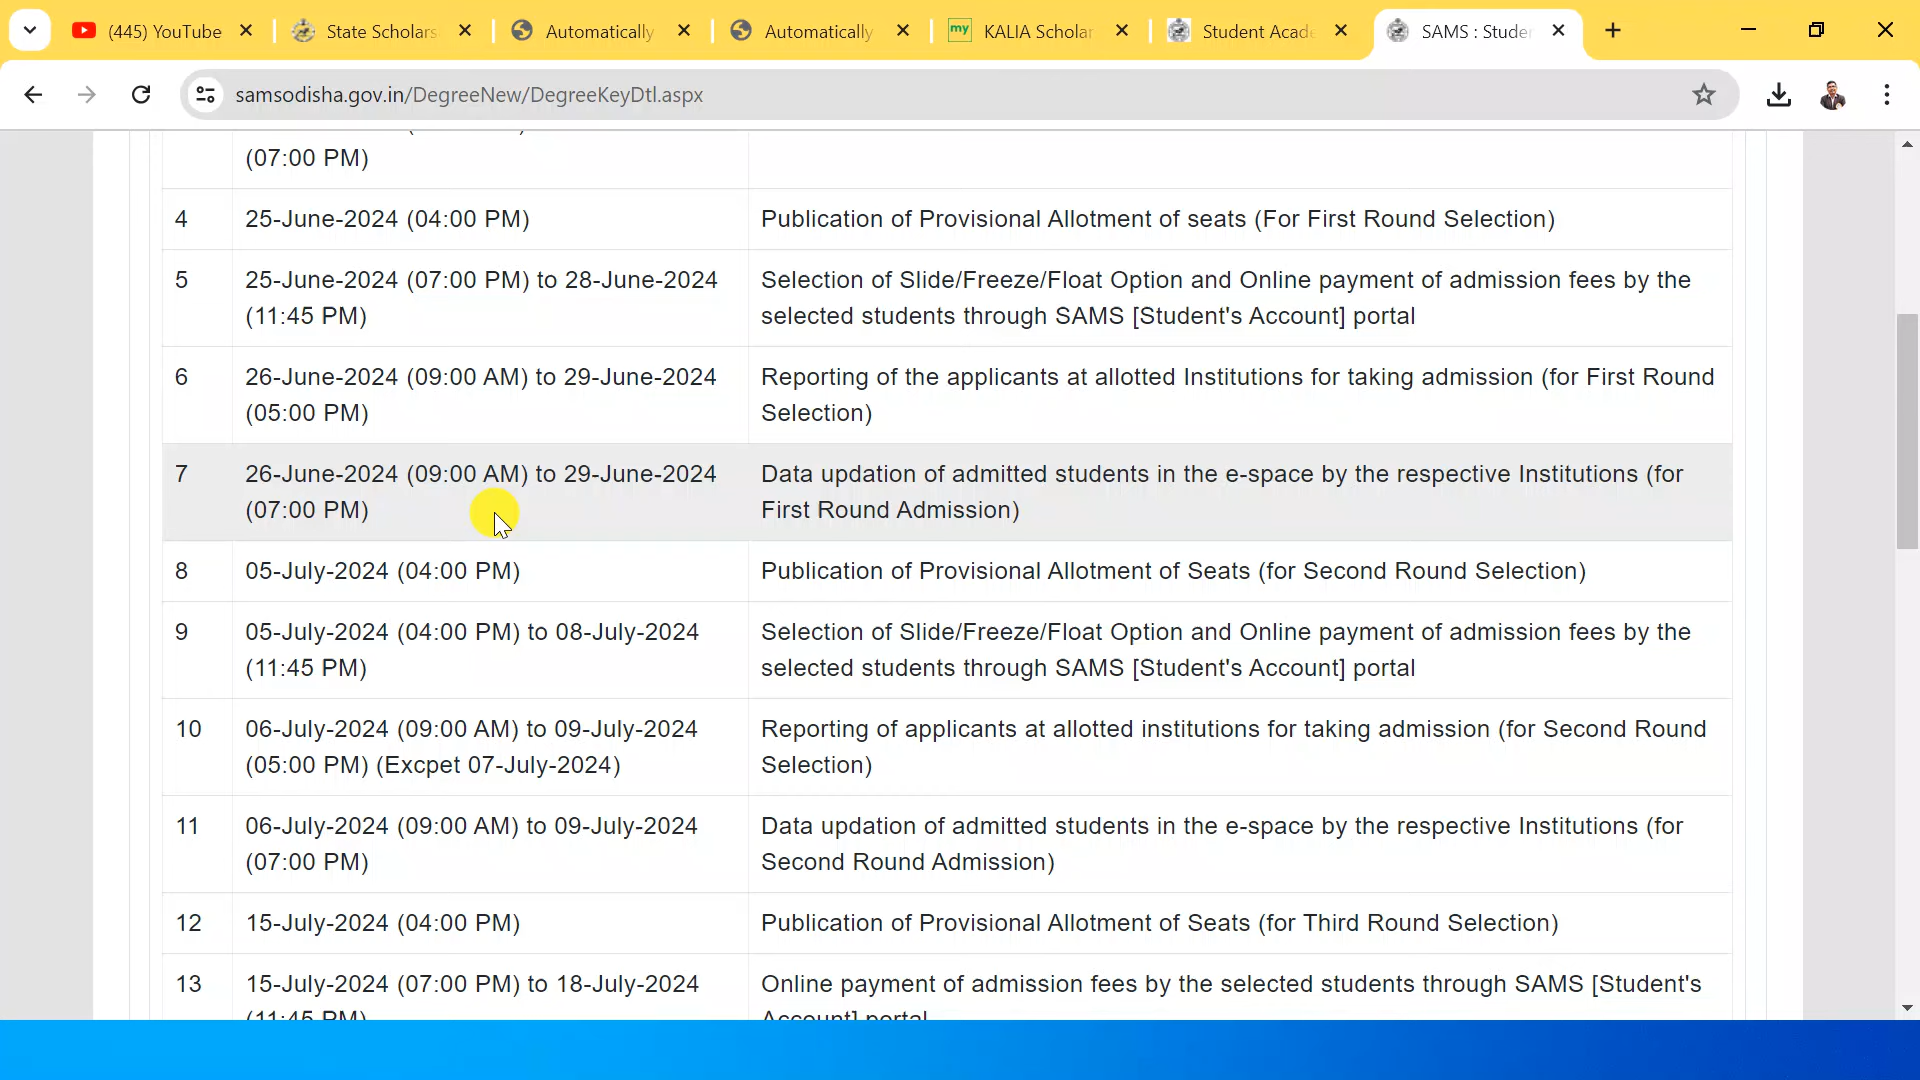 (445) YouTube
State Scholars
Automatically
Automatically
my
KALIA Scholar
Student Acade
SAMS : Studen
samsodisha.gov.in/DegreeNew/DegreeKeyDtl.aspx
(07:00 PM)
4
25-June-2024 (04:00 PM)
Publication of Provisional Allotment of seats (For First Round Selection)
5
25-June-2024 (07:00 PM) to 28-June-2024
(11:45 PM)
Selection of Slide/Freeze/Float Option and Online payment of admission fees by the
selected students through SAMS [Student's Account] portal
6
26-June-2024 (09:00 AM) to 29-June-2024
(05:00 PM)
Reporting of the applicants at allotted Institutions for taking admission (for First Round
Selection)
7
26-June-2024 (09:00 AM) to 29-June-2024
(07:00 PM)
Data updation of admitted students in the e-space by the respective Institutions (for
First Round Admission)
8
05-July-2024 (04:00 PM)
Publication of Provisional Allotment of Seats (for Second Round Selection)
9
05-July-2024 (04:00 PM) to 08-July-2024
(11:45 PM)
Selection of Slide/Freeze/Float Option and Online payment of admission fees by the
selected students through SAMS [Student's Account] portal
10
06-July-2024 (09:00 AM) to 09-July-2024
(05:00 PM) (Excpet 07-July-2024)
Reporting of applicants at allotted institutions for taking admission (for Second Round
Selection)
11
06-July-2024 (09:00 AM) to 09-July-2024
(07:00 PM)
Data updation of admitted students in the e-space by the respective Institutions (for
Second Round Admission)
12
15-July-2024 (04:00 PM)
Publication of Provisional Allotment of Seats (for Third Round Selection)
13
15-July-2024 (07:00 PM) to 18-July-2024
(11:45 PM)
Online payment of admission fees by the selected students through SAMS [Student's
Account] portal